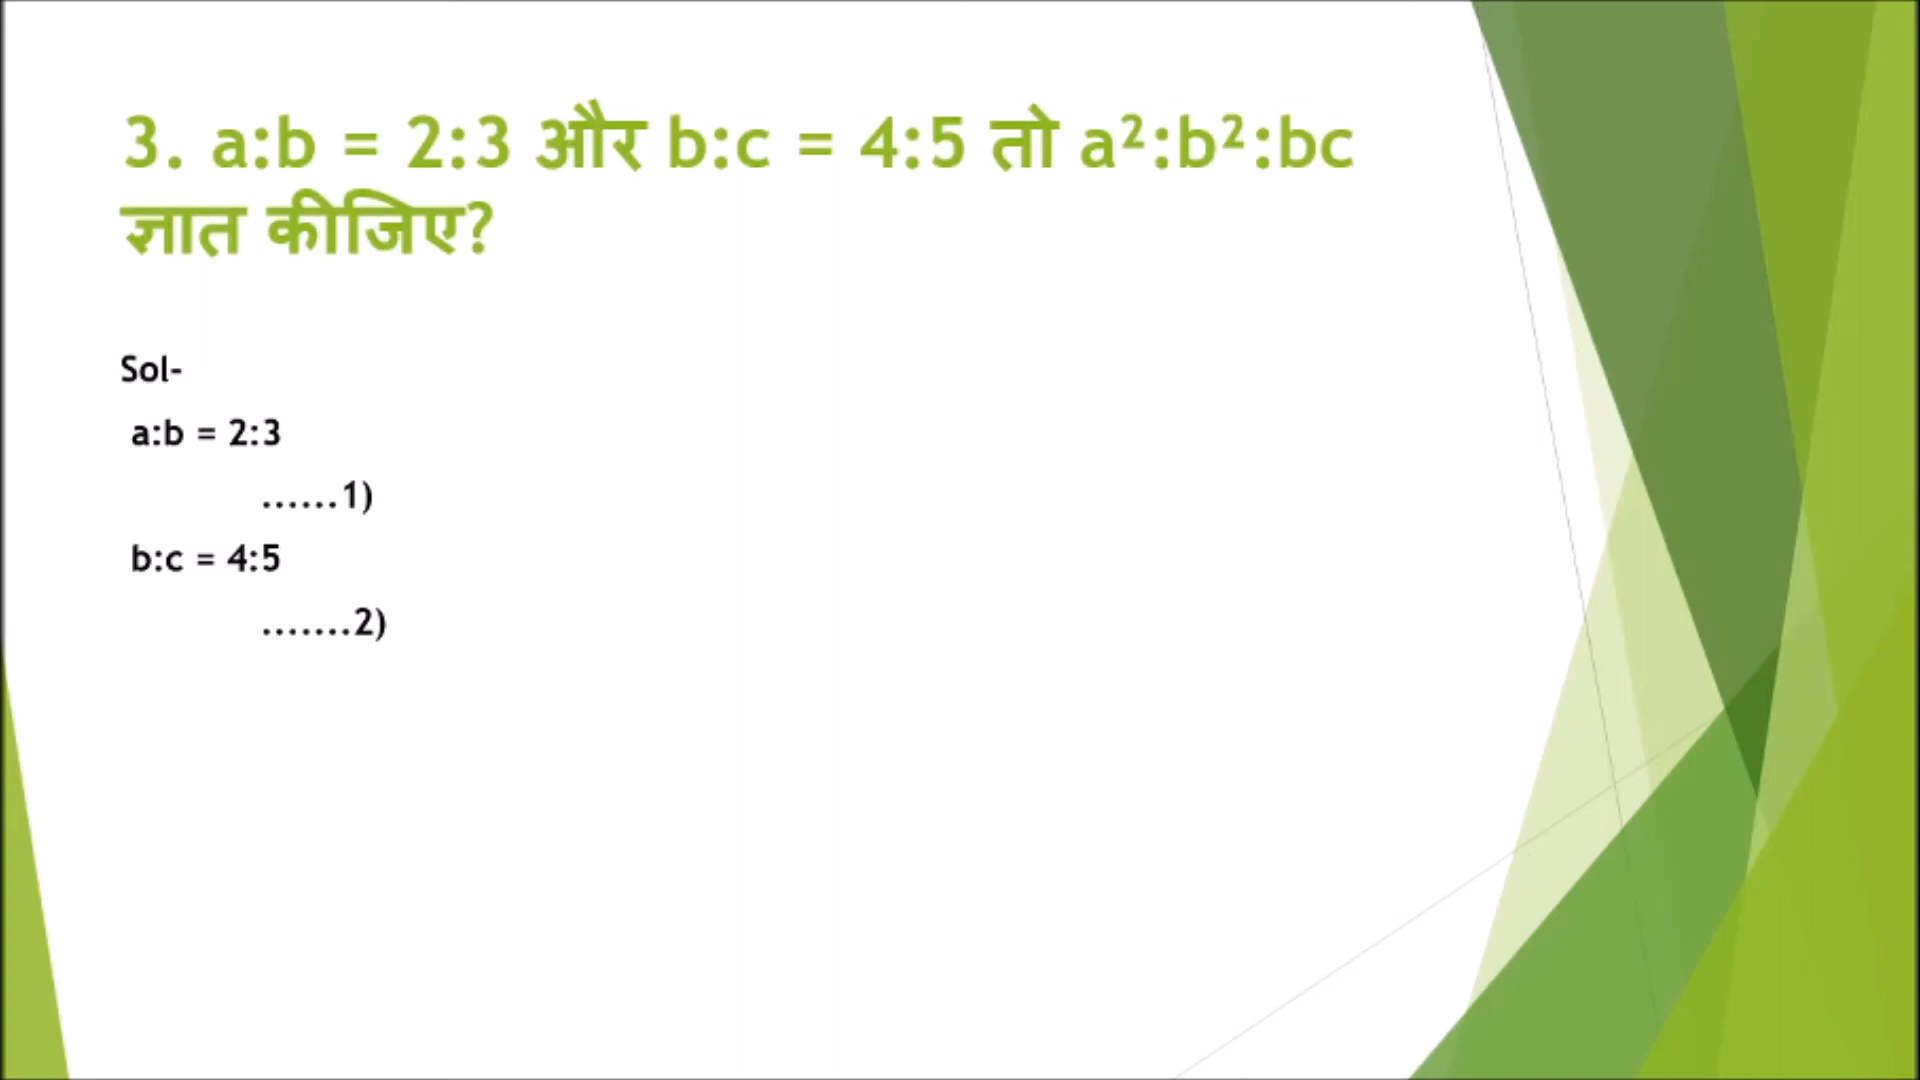 3. a:b = 2:3 और b:c = 4:5 तो a²:b²:bc
ज्ञात कीजिए?
Sol-
a:b = 2:3
......1)
b:c = 4:5
.......2)